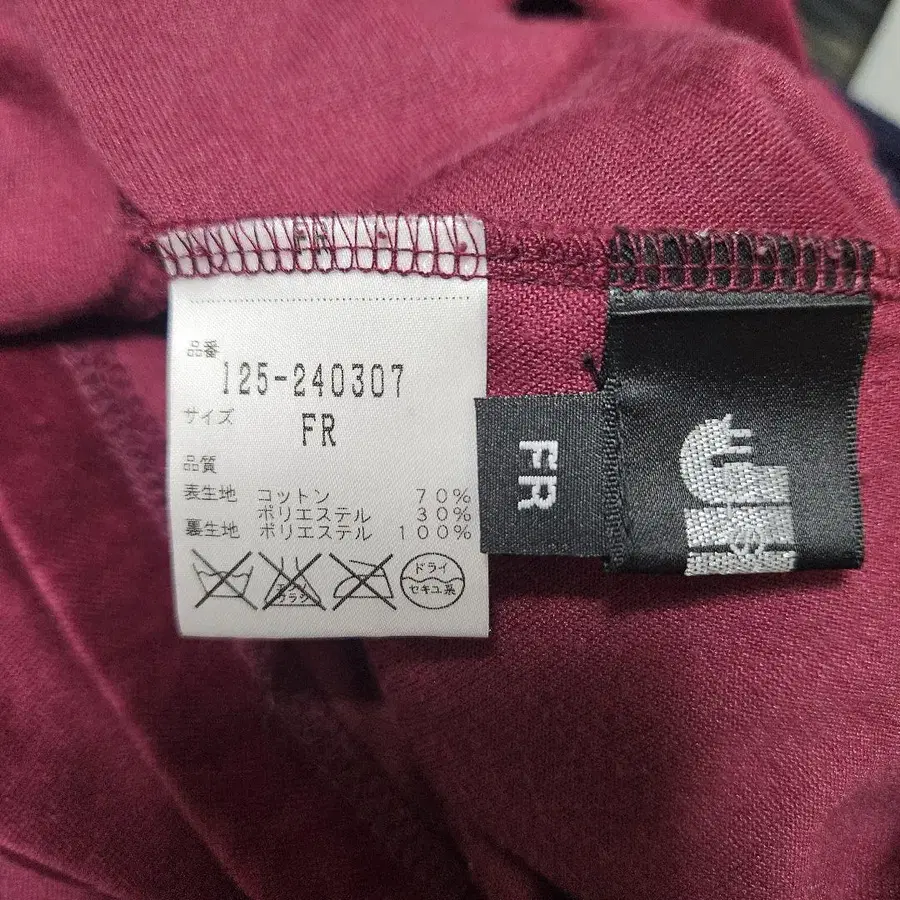 FR
品番
125-240307
サイズ
FR
品質
表生地 コットン 70%
ポリエステル 30%
裏生地 ポリエステル 100%
ドライ
セキユ系
FR